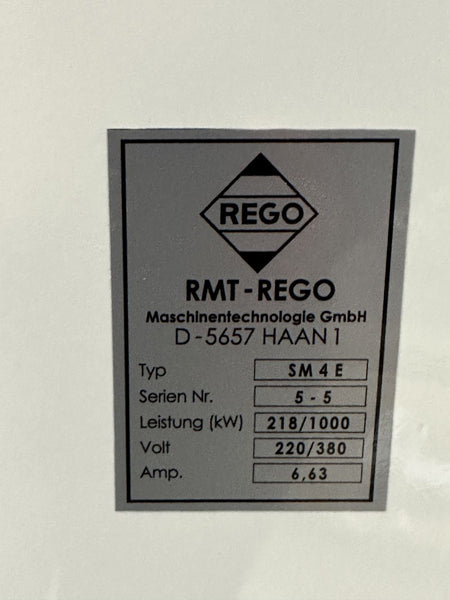 REGO
RMT-REGO
Maschinentechnologie GmbH
D-5657 HAAN 1
Typ SM 4 E
Serien Nr. 5 - 5
Leistung (kW) 218/1000
Volt 220/380
Amp. 6,63